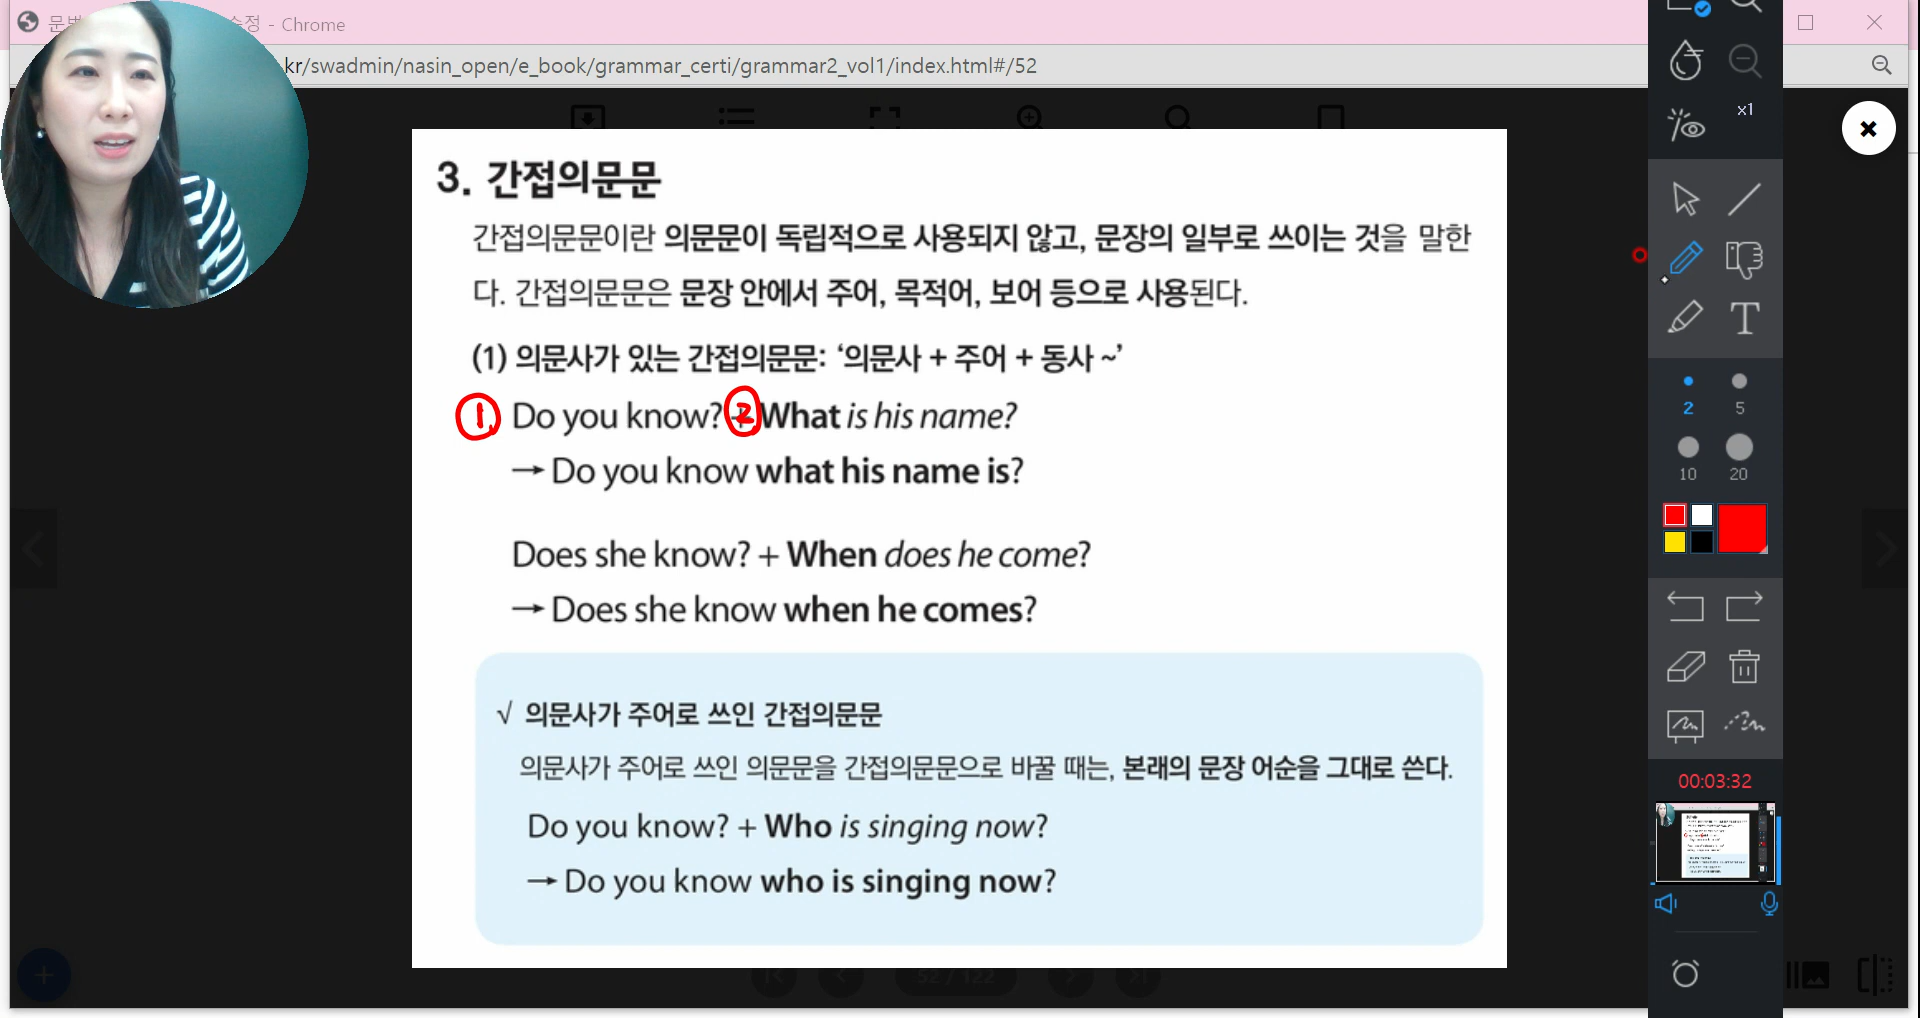 문법
수정 - Chrome
kr/swadmin/nasin_open/e_book/grammar_certi/grammar2_vol1/index.html#/52
x1
3. 간접의문문
간접의문문이란 의문문이 독립적으로 사용되지 않고, 문장의 일부로 쓰이는 것을 말한
다. 간접의문문은 문장 안에서 주어, 목적어, 보어 등으로 사용된다.
(1) 의문사가 있는 간접의문문: ‘의문사 + 주어 + 동사 ~’
1. Do you know? 2 What is his name?
→ Do you know what his name is?
Does she know? + When does he come?
→ Does she know when he comes?
√ 의문사가 주어로 쓰인 간접의문문
의문사가 주어로 쓰인 의문문을 간접의문문으로 바꿀 때는, 본래의 문장 어순을 그대로 쓴다.
Do you know? + Who is singing now?
→ Do you know who is singing now?
T
2 5
10 20
00:03:32
52 / 122